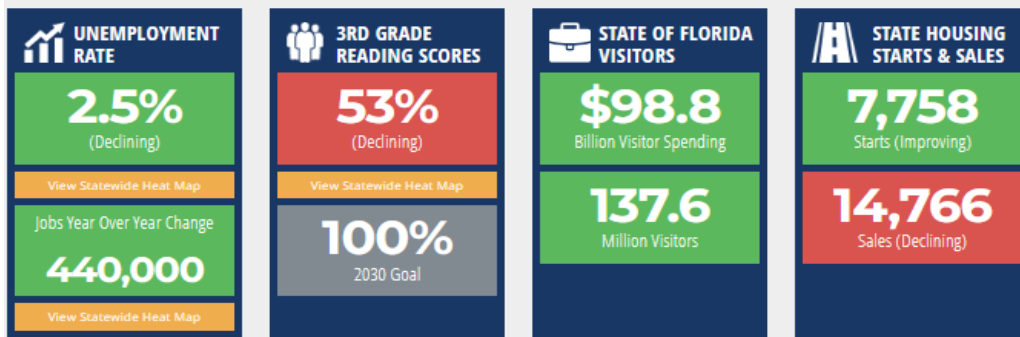 UNEMPLOYMENT
RATE
2.5%
(Declining)
View Statewide Heat Map
Jobs Year Over Year Change
440,000
View Statewide Heat Map
3RD GRADE
READING SCORES
53%
(Declining)
View Statewide Heat Map
100%
2030 Goal
STATE OF FLORIDA
VISITORS
$98.8
Billion Visitor Spending
137.6
Million Visitors
STATE HOUSING
STARTS & SALES
7,758
Starts (Improving)
14,766
Sales (Declining)